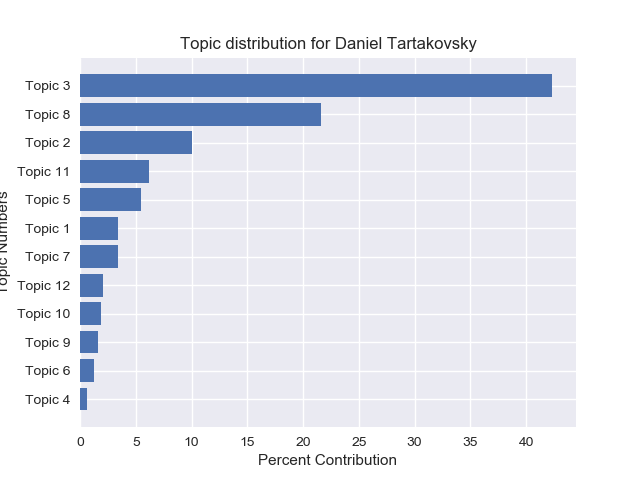 Topic distribution for Daniel Tartakovsky
Topic 3
Topic 8
Topic 2
Topic 11
Topic 5
Topic 1
Topic 7
Topic 12
Topic 10
Topic 9
Topic 6
Topic 4
Topic Numbers
0 5 10 15 20 25 30 35 40
Percent Contribution